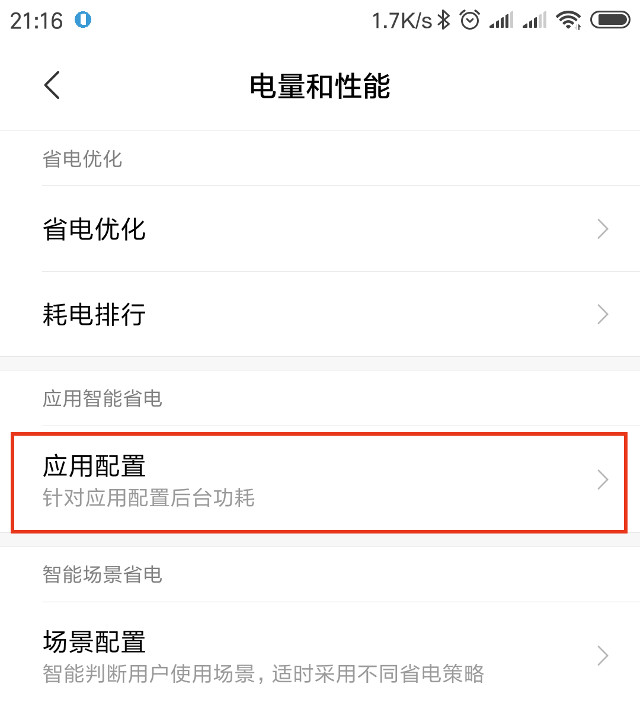 21:16
1.7K/s
电量和性能
省电优化
省电优化
耗电排行
应用智能省电
应用配置
针对应用配置后台功耗
智能场景省电
场景配置
智能判断用户使用场景，适时采用不同省电策略